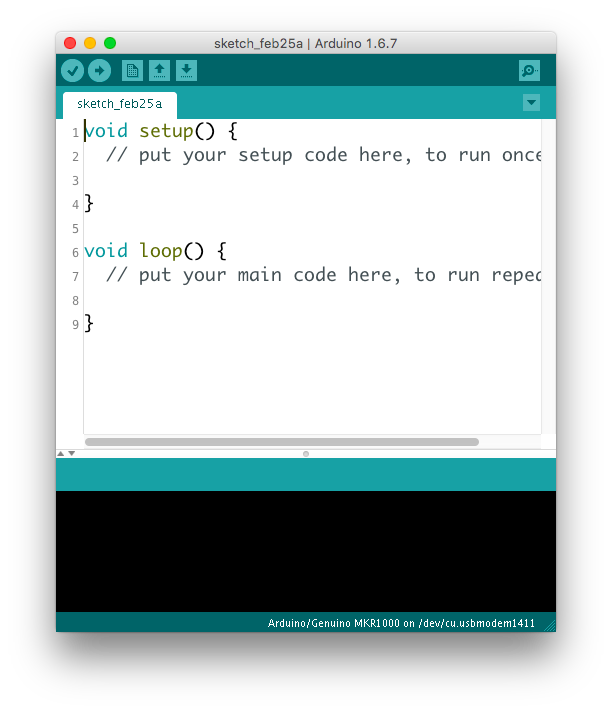 sketch_feb25a | Arduino 1.6.7
sketch_feb25a
1 void setup() {
2   // put your setup code here, to run once
3
4 }
5
6 void loop() {
7   // put your main code here, to run repea
8
9 }
Arduino/Genuino MKR1000 on /dev/cu.usbmodem1411